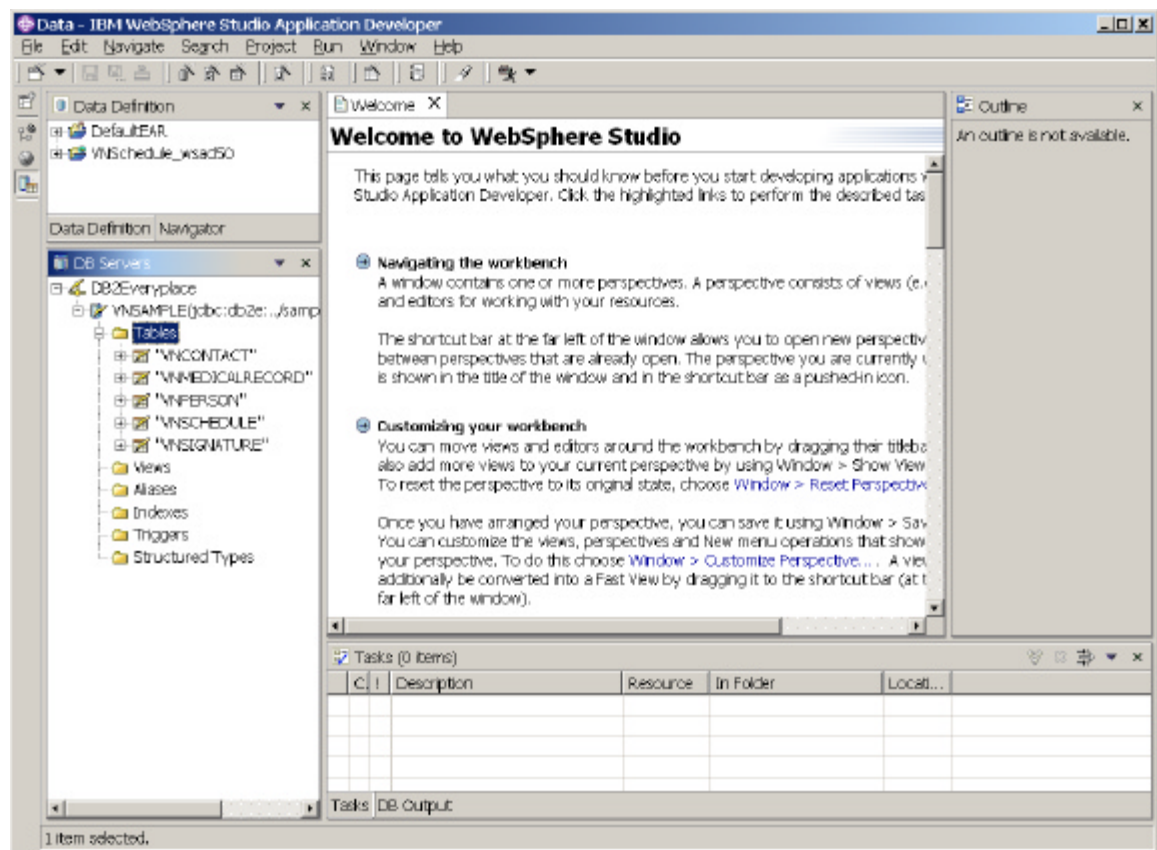 Data - IBM WebSphere Studio Application Developer
File Edit Navigate Search Project Run Window Help
Data Definition
DefaultEAR
VNSchedule_wsad50
Data Definition Navigator
DB Servers
DB2Everyplace
VNSAMPLE(jdbc:db2e:../samp
Tables
"VNCONTACT"
"VNMEDICALRECORD"
"VNPERSON"
"VNSCHEDULE"
"VNSIGNATURE"
Views
Aliases
Indexes
Triggers
Structured Types
Welcome
Welcome to WebSphere Studio
This page tells you what you should know before you start developing applications
Studio Application Developer. Click the highlighted links to perform the described tas
Navigating the workbench
A window contains one or more perspectives. A perspective consists of views (e.
and editors for working with your resources.
The shortcut bar at the far left of the window allows you to open new perspectiv
between perspectives that are already open. The perspective you are currently
is shown in the title of the window and in the shortcut bar as a pushed-in icon.
Customizing your workbench
You can move views and editors around the workbench by dragging their titleba
also add more views to your current perspective by using Window > Show View
To reset the perspective to its original state, choose Window > Reset Perspective
Once you have arranged your perspective, you can save it using Window > Sav
You can customize the views, perspectives and New menu operations that show
your perspective. To do this choose Window > Customize Perspective... . A view
additionally be converted into a Fast View by dragging it to the shortcut bar (at t
far left of the window).
Outline
An outline is not available.
Tasks (0 items)
C. ! Description Resource In Folder Locati...
Tasks DB Output
1 item selected.